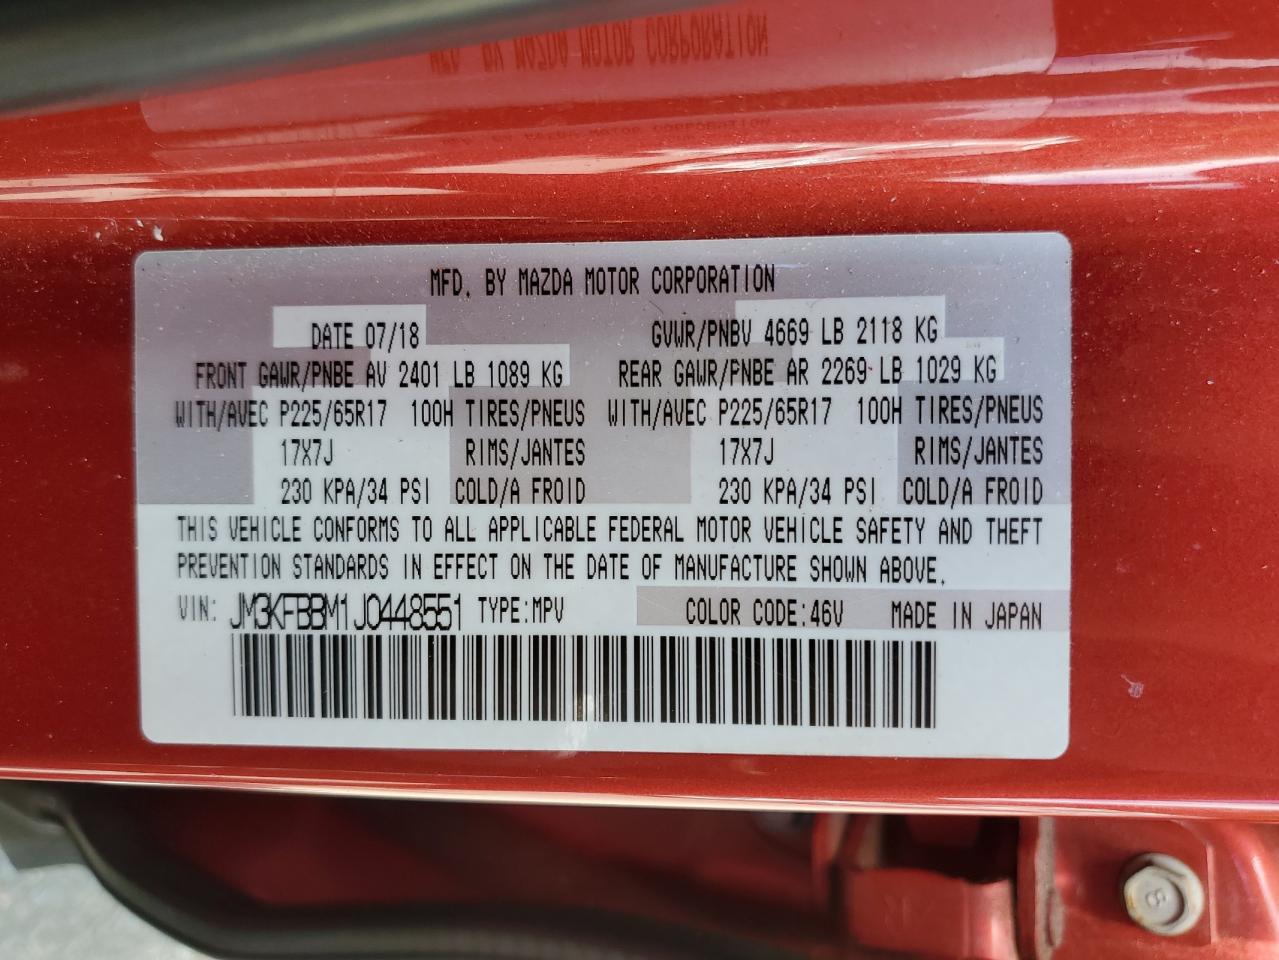 MFD. BY MAZDA MOTOR CORPORATION
DATE 07/18 GVWR/PNBV 4669 LB 2118 KG
FRONT GAWR/PNBE AV 2401 LB 1089 KG REAR GAWR/PNBE AR 2269 LB 1029 KG
WITH/AVEC P225/65R17 100H TIRES/PNEUS WITH/AVEC P225/65R17 100H TIRES/PNEUS
17X7J RIMS/JANTES 17X7J RIMS/JANTES
230 KPA/34 PSI COLD/A FROID 230 KPA/34 PSI COLD/A FROID
THIS VEHICLE CONFORMS TO ALL APPLICABLE FEDERAL MOTOR VEHICLE SAFETY AND THEFT
PREVENTION STANDARDS IN EFFECT ON THE DATE OF MANUFACTURE SHOWN ABOVE.
VIN: JM3KFBBM1J0448551 TYPE:MPV COLOR CODE:46V MADE IN JAPAN
8